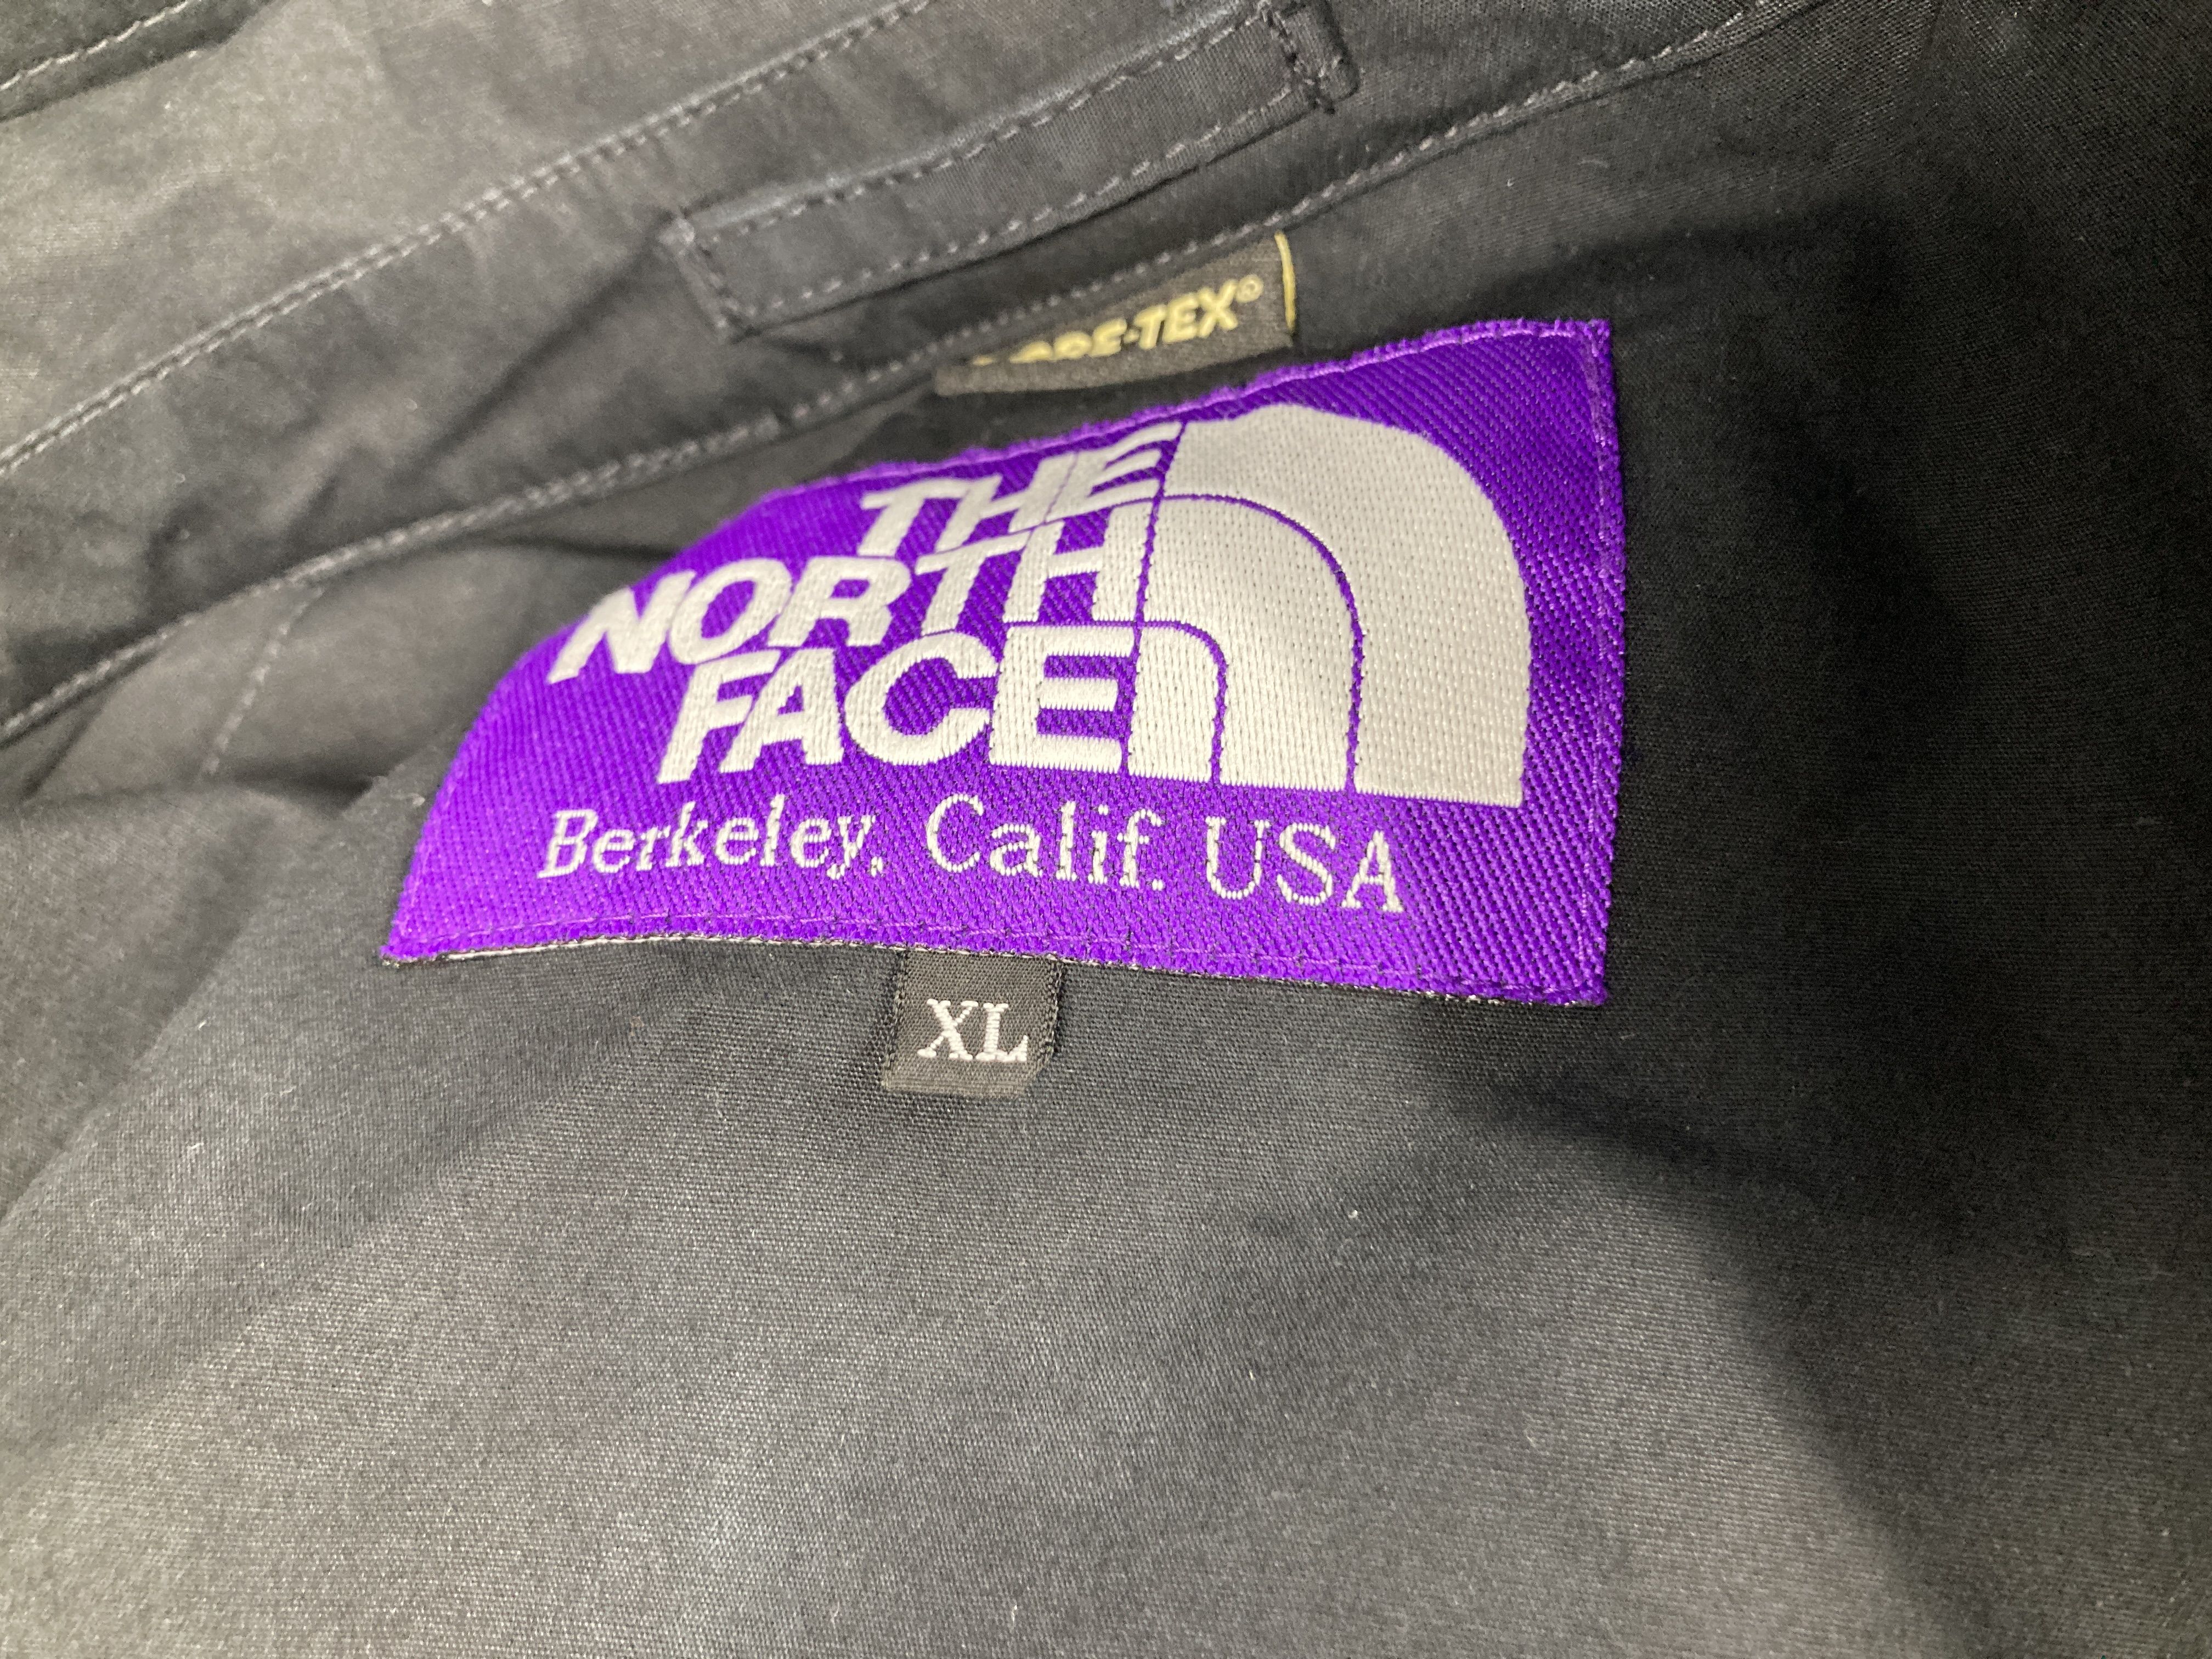 GORE-TEX®
THE
NORTH
FACE
Berkeley, Calif. USA
XL